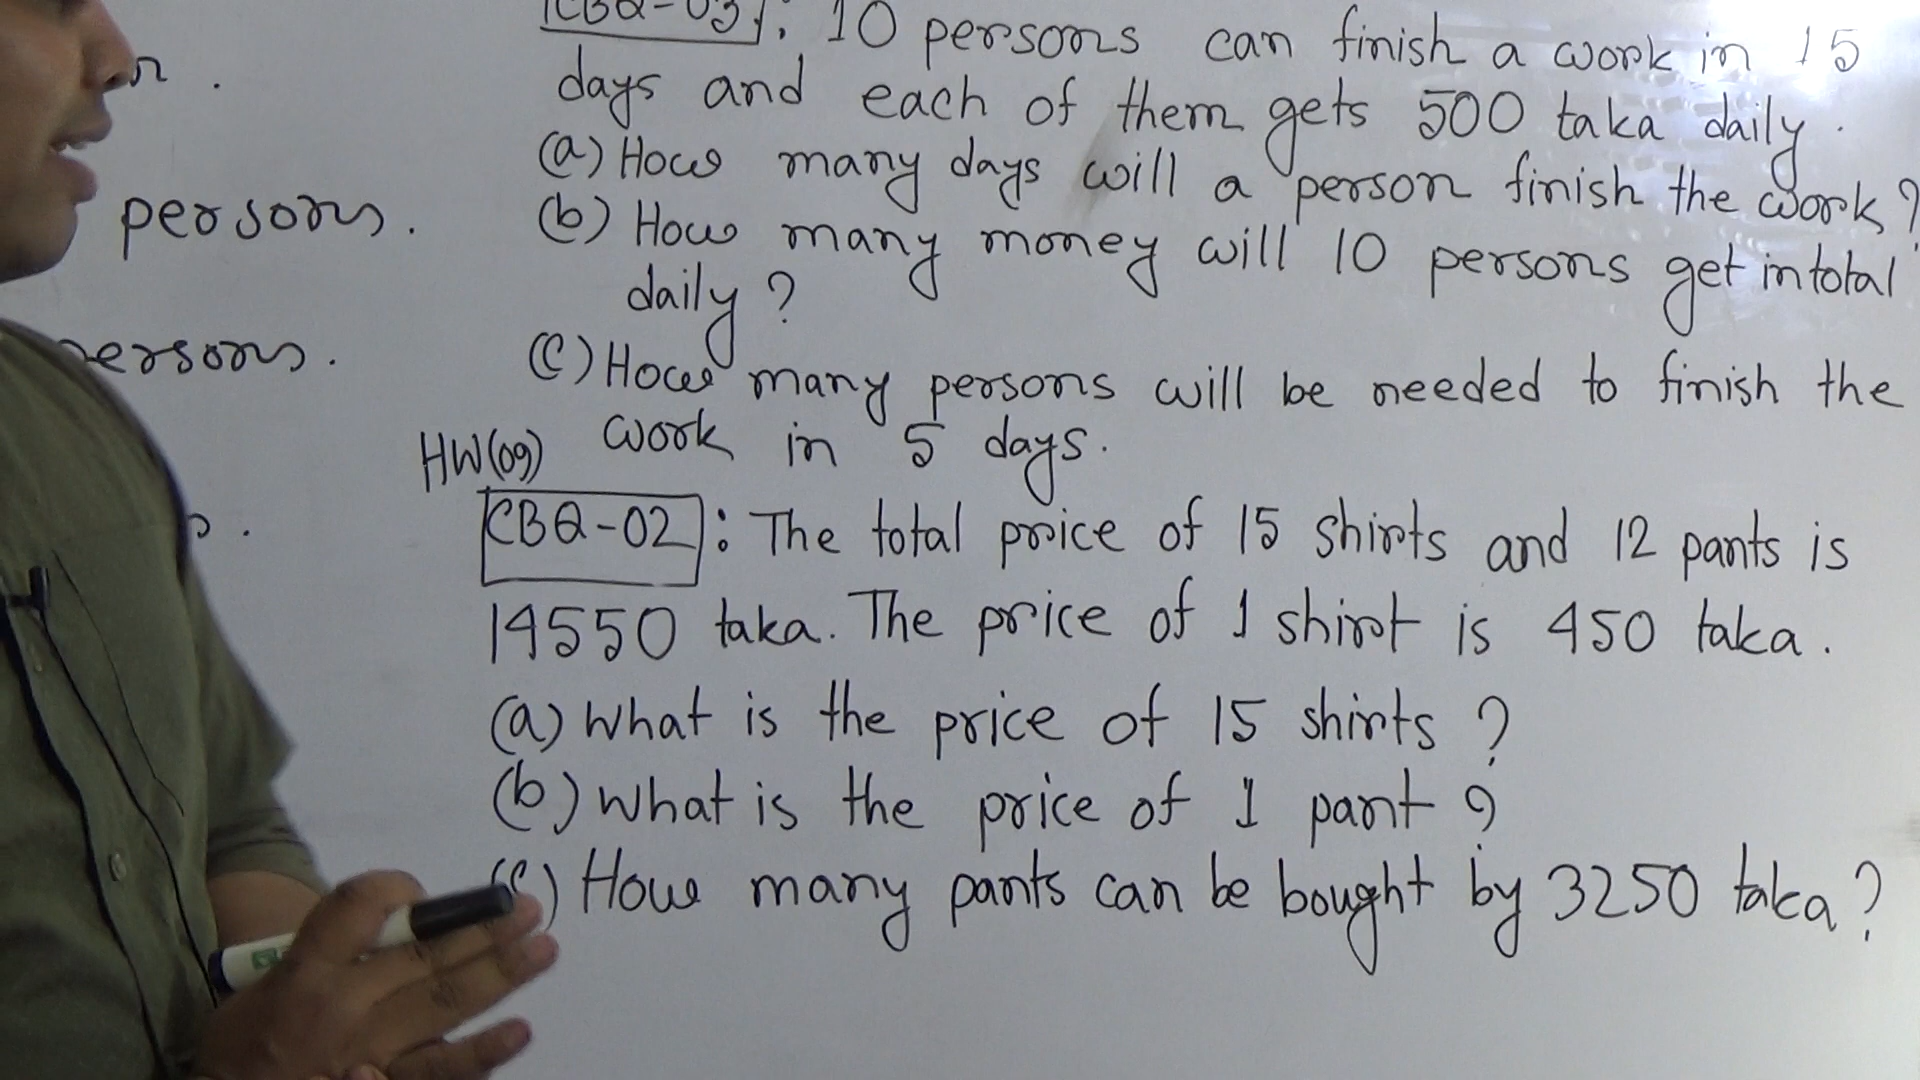 CBQ-03: 10 persons can finish a work in 15
days and each of them gets 500 taka daily.
(a) How many days will a person finish the work?
(b) How many money will 10 persons get in total
daily?
(c) How many persons will be needed to finish the
work in 5 days.
HW(09)
CBQ-02: The total price of 15 shirts and 12 pants is
14550 taka. The price of 1 shirt is 450 taka.
(a) What is the price of 15 shirts?
(b) What is the price of 1 pant?
(c) How many pants can be bought by 3250 taka?
persons.
persons.